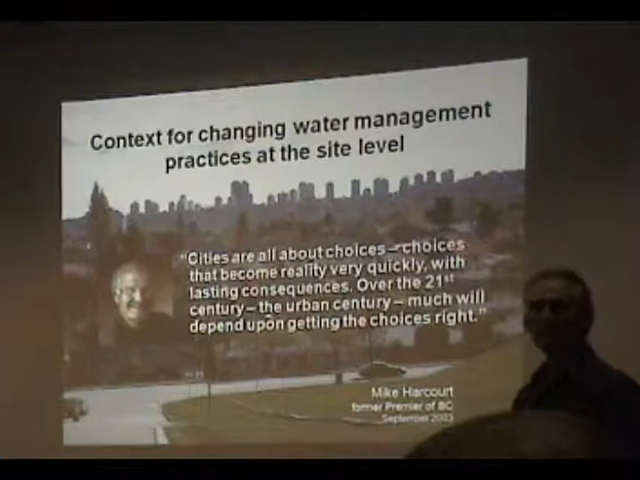 Context for changing water management
practices at the site level
"Cities are all about choices – choices
that become reality very quickly, with
lasting consequences. Over the 21st
century – the urban century – much will
depend upon getting the choices right."
Mike Harcourt
former Premier of BC
September 2003